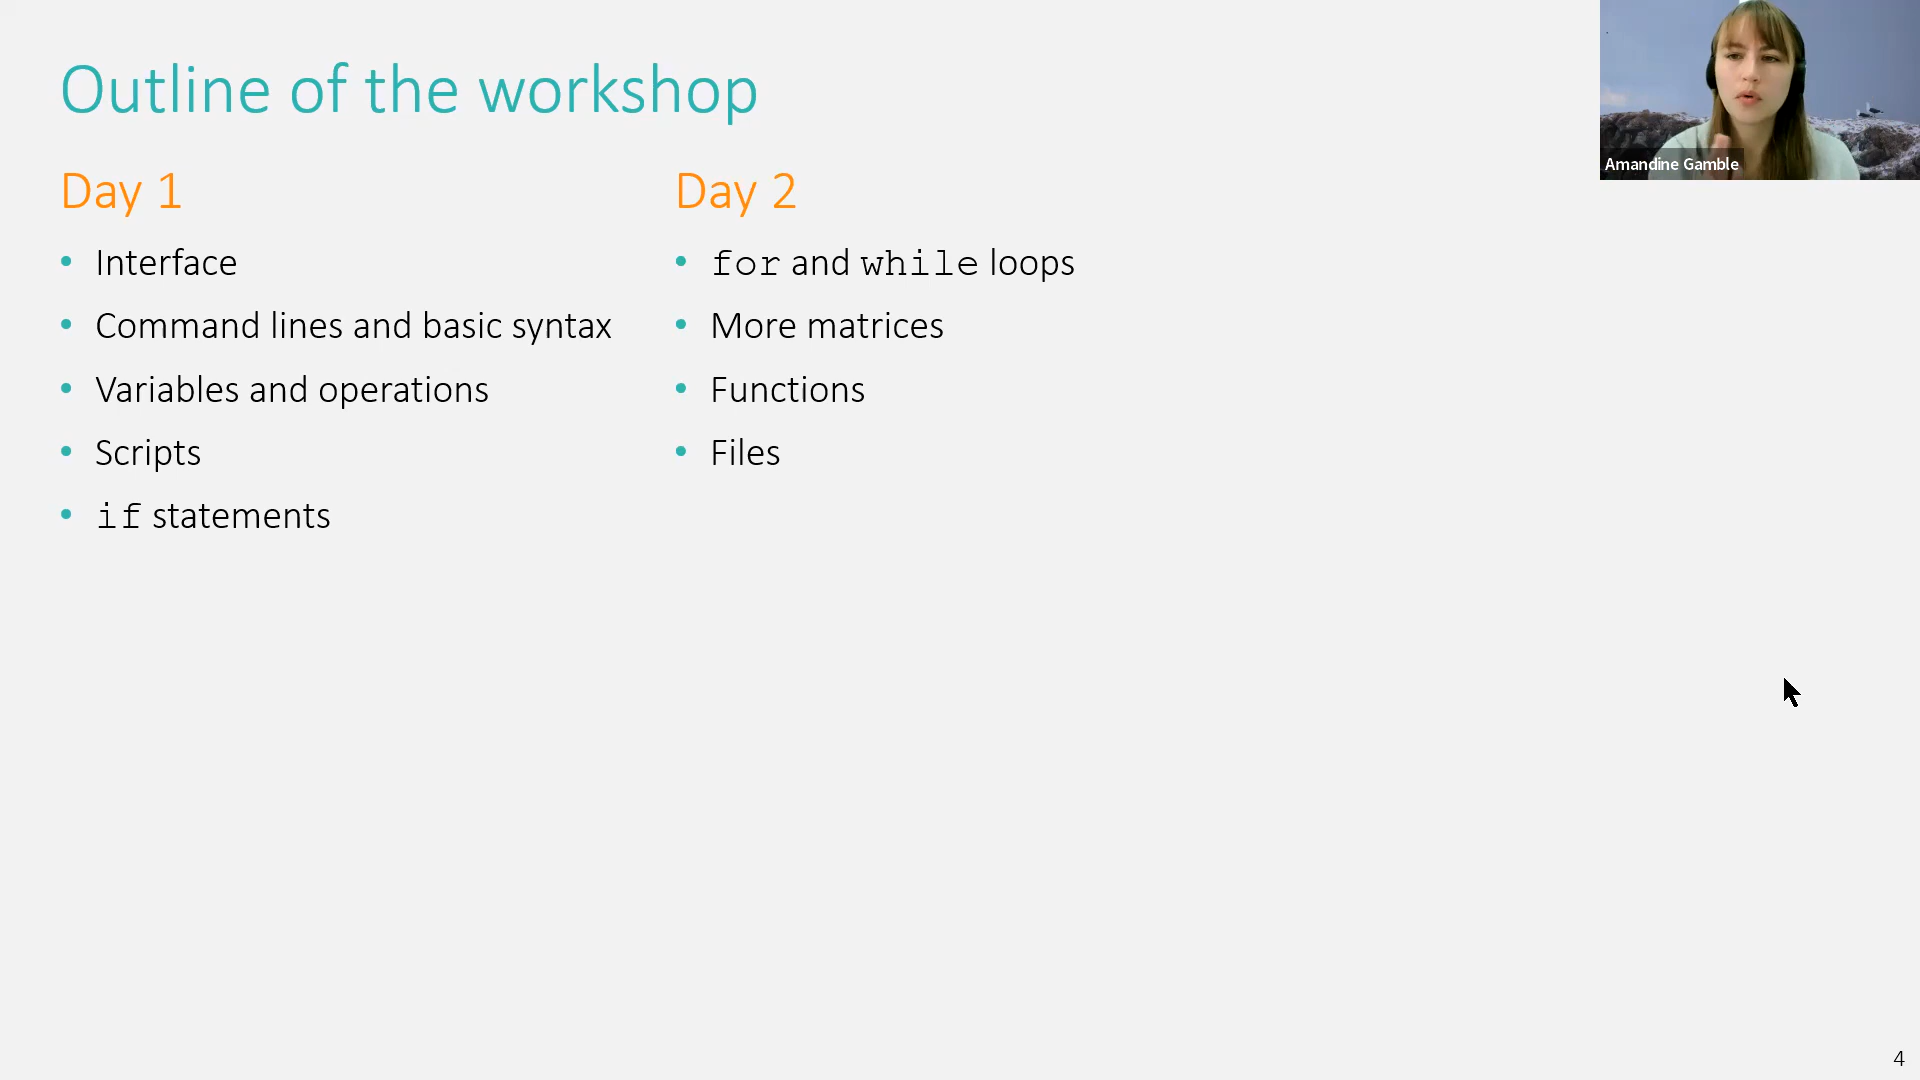 Outline of the workshop
Day 1
• Interface
• Command lines and basic syntax
• Variables and operations
• Scripts
• if statements
Day 2
• for and while loops
• More matrices
• Functions
• Files
Amandine Gamble
4